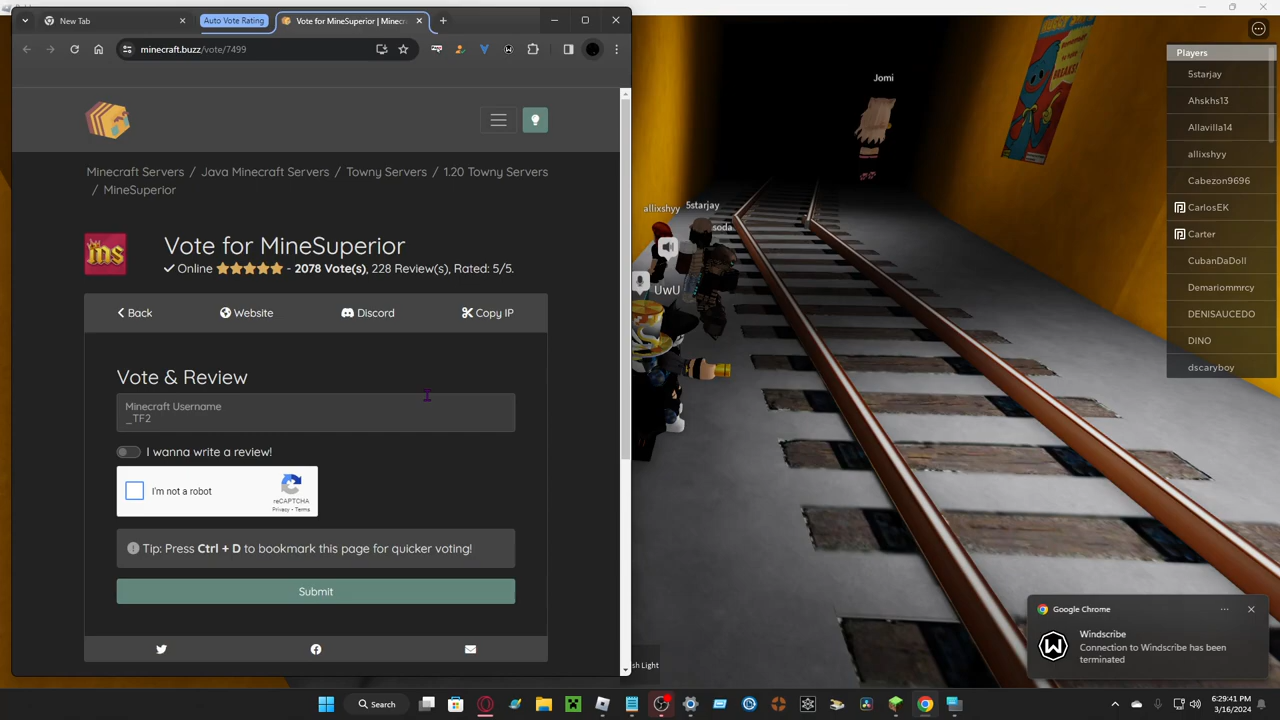 New Tab
Auto Vote Rating
Vote for MineSuperior | Minecr
minecraft.buzz/vote/7499
Minecraft Servers / Java Minecraft Servers / Towny Servers / 1.20 Towny Servers
/ MineSuperior
ms
Vote for MineSuperior
Online - 2078 Vote(s), 228 Review(s), Rated: 5/5.
Back
Website
Discord
Copy IP
Vote & Review
Minecraft Username
_TF2
I wanna write a review!
I'm not a robot
reCAPTCHA
Privacy - Terms
Tip: Press Ctrl + D to bookmark this page for quicker voting!
Submit
Jomi
allixshyy
5starjay
soda
UwU
sh Light
Players
5starjay
Ahskhs13
Allavilla14
allixshyy
Cabezon9696
CarlosEK
Carter
CubanDaDoll
Demariommrcy
DENISAUCEDO
DINO
dscaryboy
Google Chrome
Windscribe
Connection to Windscribe has been
terminated
Search
6:29:41 PM
3/16/2024